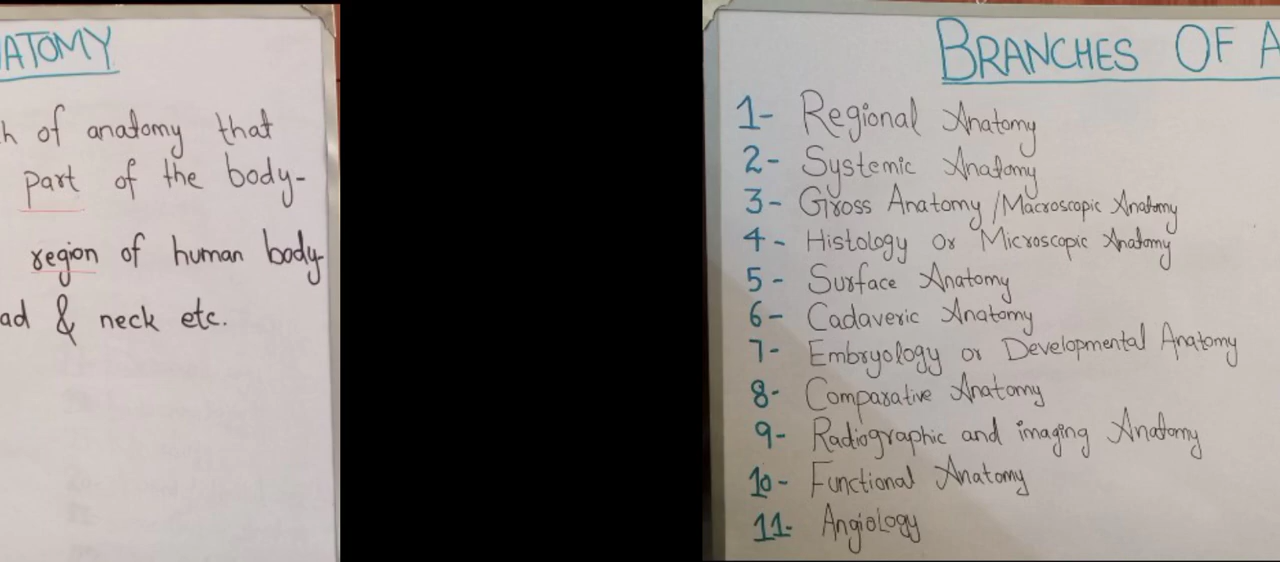 ATOMY
h of anatomy that
part of the body-
region of human body-
ad & neck etc.
BRANCHES OF A
1- Regional Anatomy
2- Systemic Anatomy
3- Gross Anatomy /Macroscopic Anatomy
4- Histology or Microscopic Anatomy
5- Surface Anatomy
6- Cadaveric Anatomy
7- Embryology or Developmental Anatomy
8- Comparative Anatomy
9- Radiographic and imaging Anatomy
10- Functional Anatomy
11- Angiology